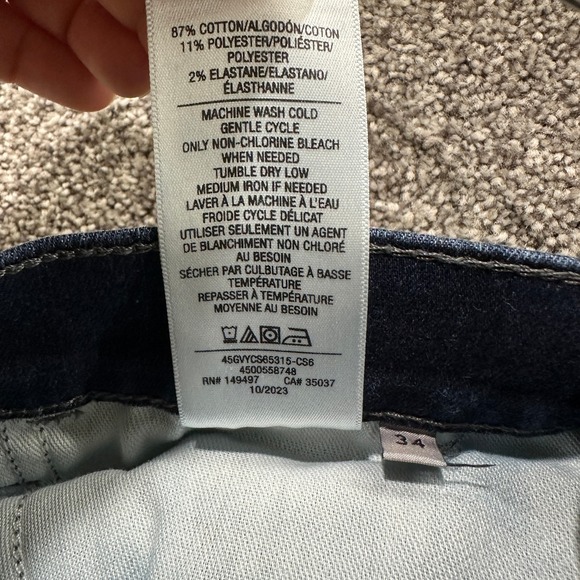 87% COTTON/ALGODÓN/COTON
11% POLYESTER/POLIÉSTER/
POLYESTER
2% ELASTANE/ELASTANO/
ÉLASTHANNE
MACHINE WASH COLD
GENTLE CYCLE
ONLY NON-CHLORINE BLEACH
WHEN NEEDED
TUMBLE DRY LOW
MEDIUM IRON IF NEEDED
LAVER À LA MACHINE À L'EAU
FROIDE CYCLE DÉLICAT
UTILISER SEULEMENT UN AGENT
DE BLANCHIMENT NON CHLORÉ
AU BESOIN
SÉCHER PAR CULBUTAGE À BASSE
TEMPÉRATURE
REPASSER À TEMPÉRATURE
MOYENNE AU BESOIN
45GVYCS65315-CS6
4500558748
RN# 149497 CA# 35037
10/2023
34